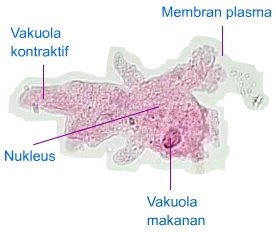 Membran plasma
Vakuola
kontraktif
Nukleus
Vakuola
makanan